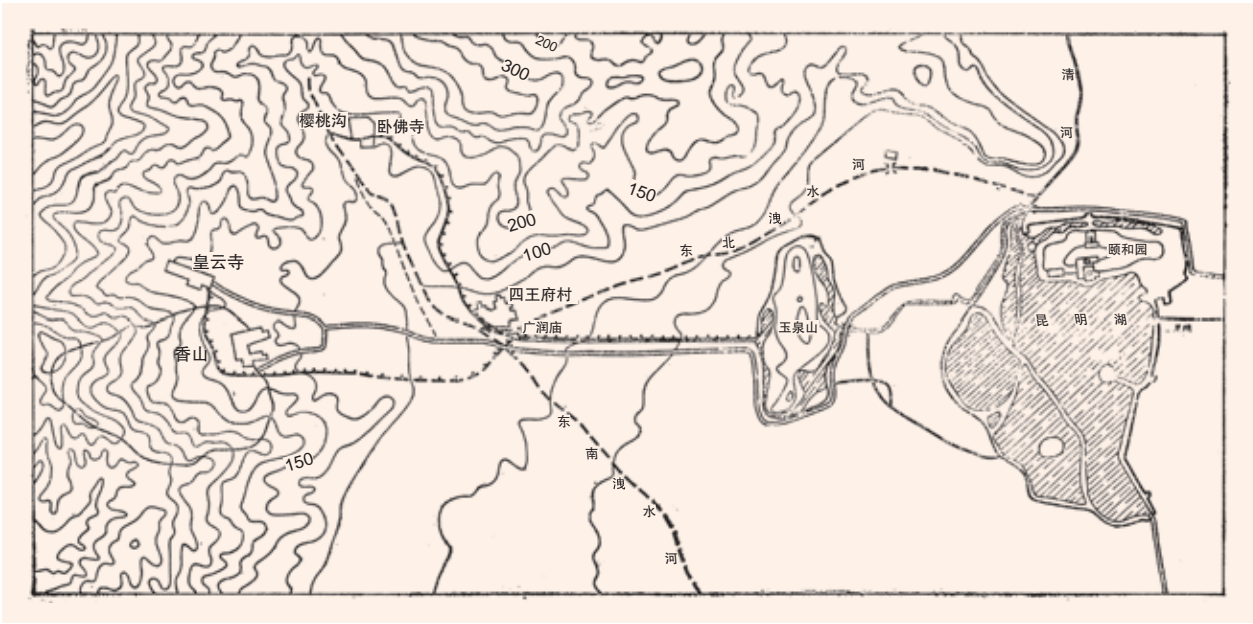 200
300
清
河
樱桃沟
卧佛寺
150
200
100
东北洩水河
皇云寺
四王府村
广润庙
玉泉山
颐和园
昆明湖
香山
150
东南洩水河